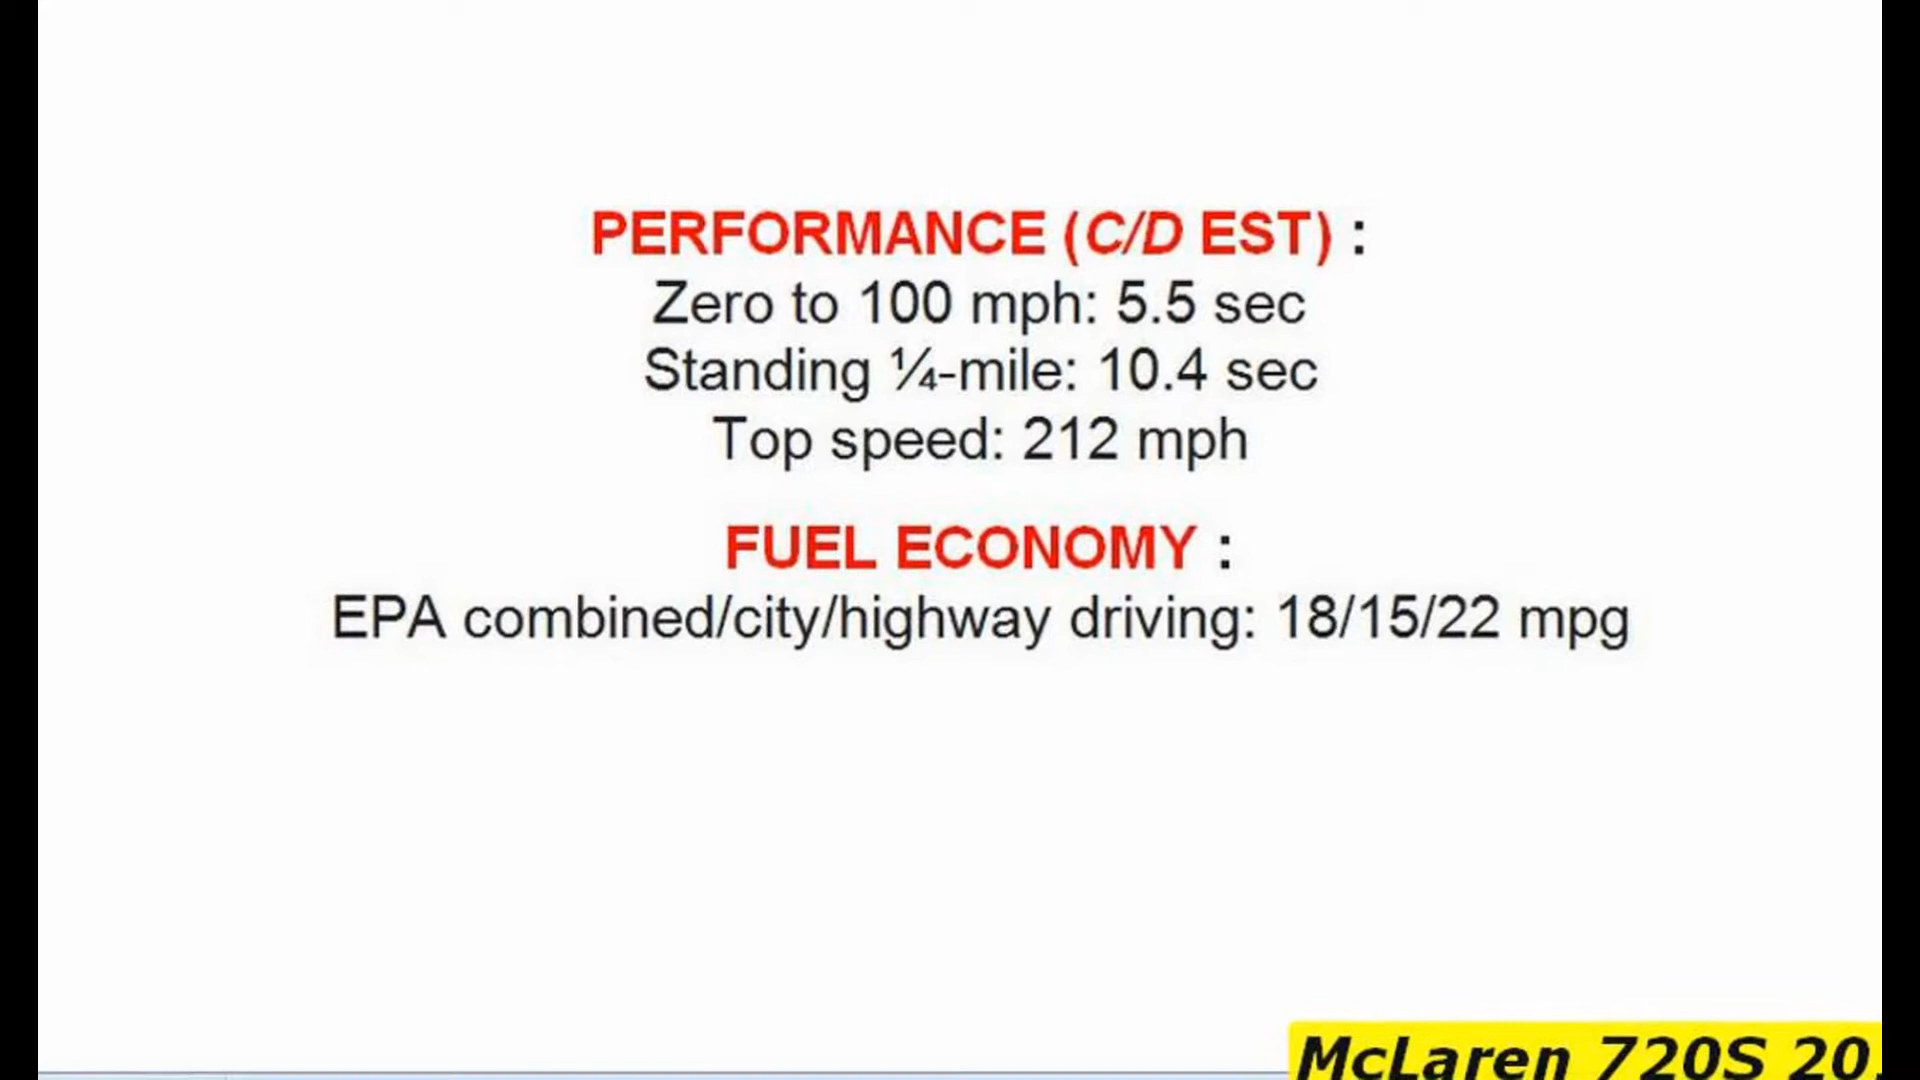 PERFORMANCE (C/D EST) :
Zero to 100 mph: 5.5 sec
Standing ¼-mile: 10.4 sec
Top speed: 212 mph
FUEL ECONOMY :
EPA combined/city/highway driving: 18/15/22 mpg
McLaren 720S 20